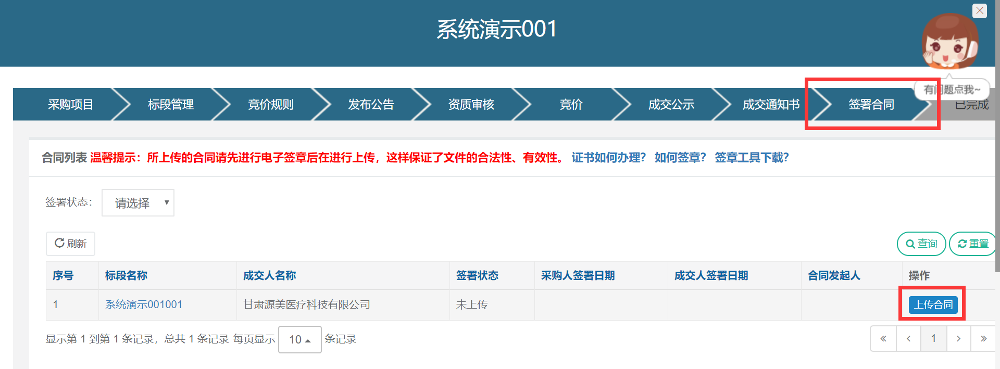 系统演示001
有问题点我~
采购项目 标段管理 竞价规则 发布公告 资质审核 竞价 成交公示 成交通知书 签署合同 已完成
合同列表 温馨提示：所上传的合同请先进行电子签章后在进行上传，这样保证了文件的合法性、有效性。 证书如何办理？ 如何签章？ 签章工具下载？
签署状态： 请选择
刷新 查询 重置
序号 标段名称 成交人名称 签署状态 采购人签署日期 成交人签署日期 合同发起人 操作
1 系统演示001001 甘肃源美医疗科技有限公司 未上传 上传合同
显示第 1 到第 1 条记录，总共 1 条记录 每页显示 10 条记录 « ‹ 1 › »